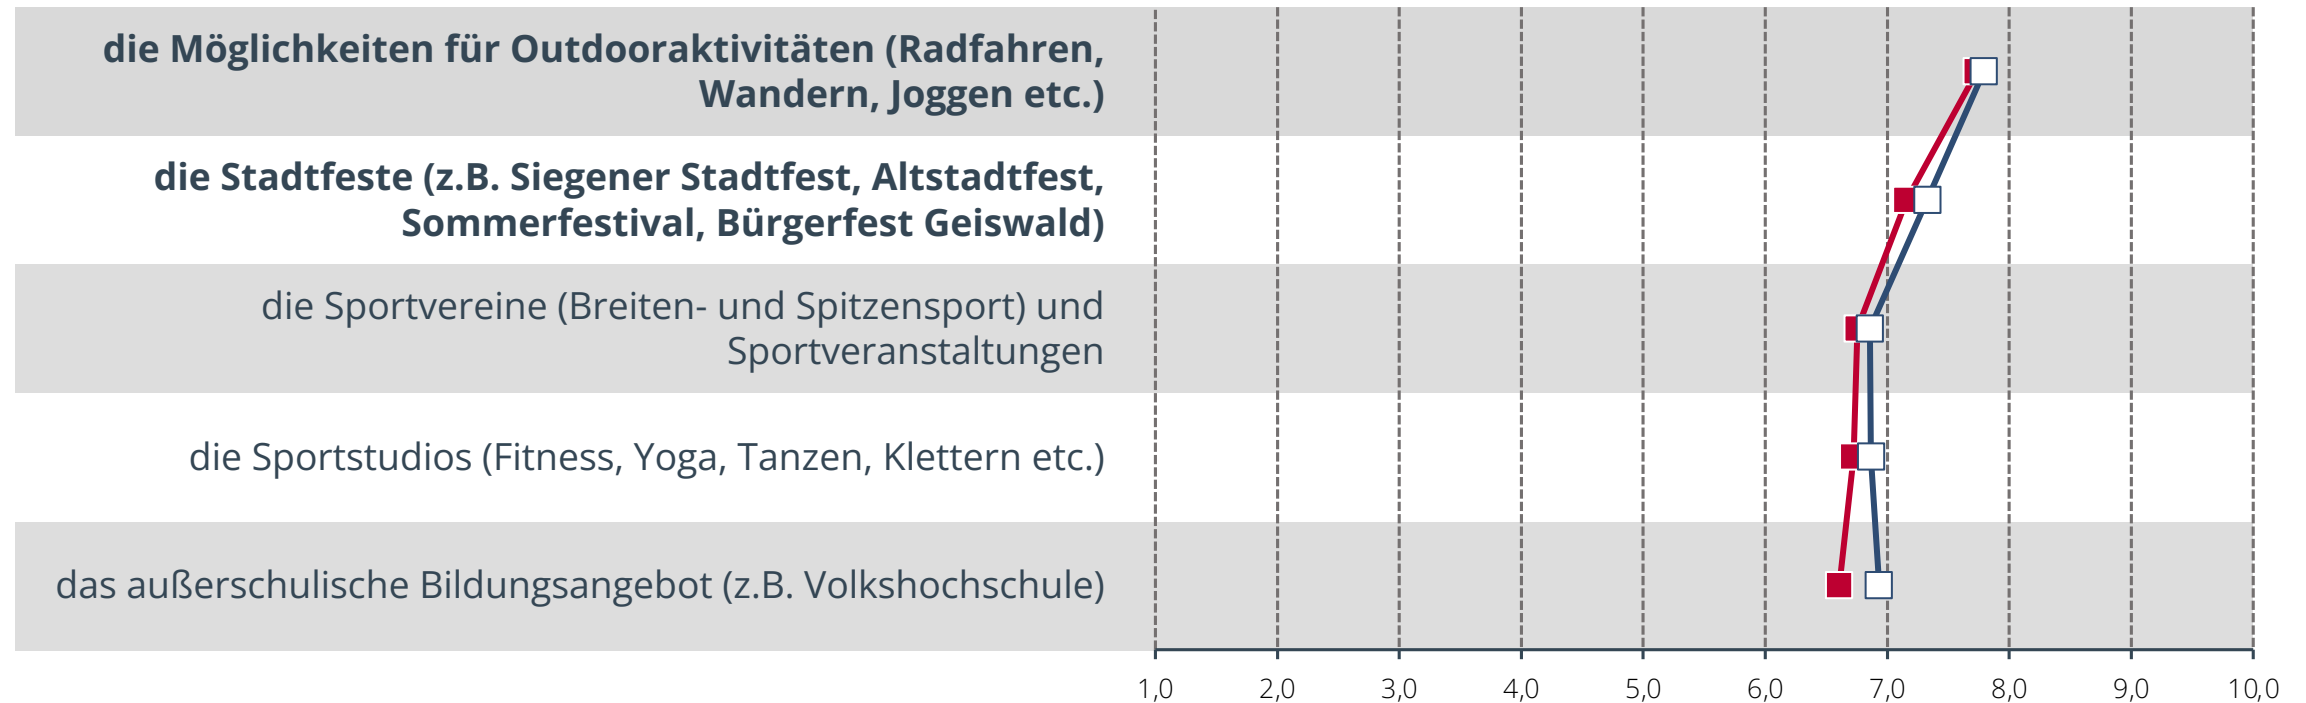 die Möglichkeiten für Outdooraktivitäten (Radfahren,
Wandern, Joggen etc.)
die Stadtfeste (z.B. Siegener Stadtfest, Altstadtfest,
Sommerfestival, Bürgerfest Geiswald)
die Sportvereine (Breiten- und Spitzensport) und
Sportveranstaltungen
die Sportstudios (Fitness, Yoga, Tanzen, Klettern etc.)
das außerschulische Bildungsangebot (z.B. Volkshochschule)
1,0 2,0 3,0 4,0 5,0 6,0 7,0 8,0 9,0 10,0